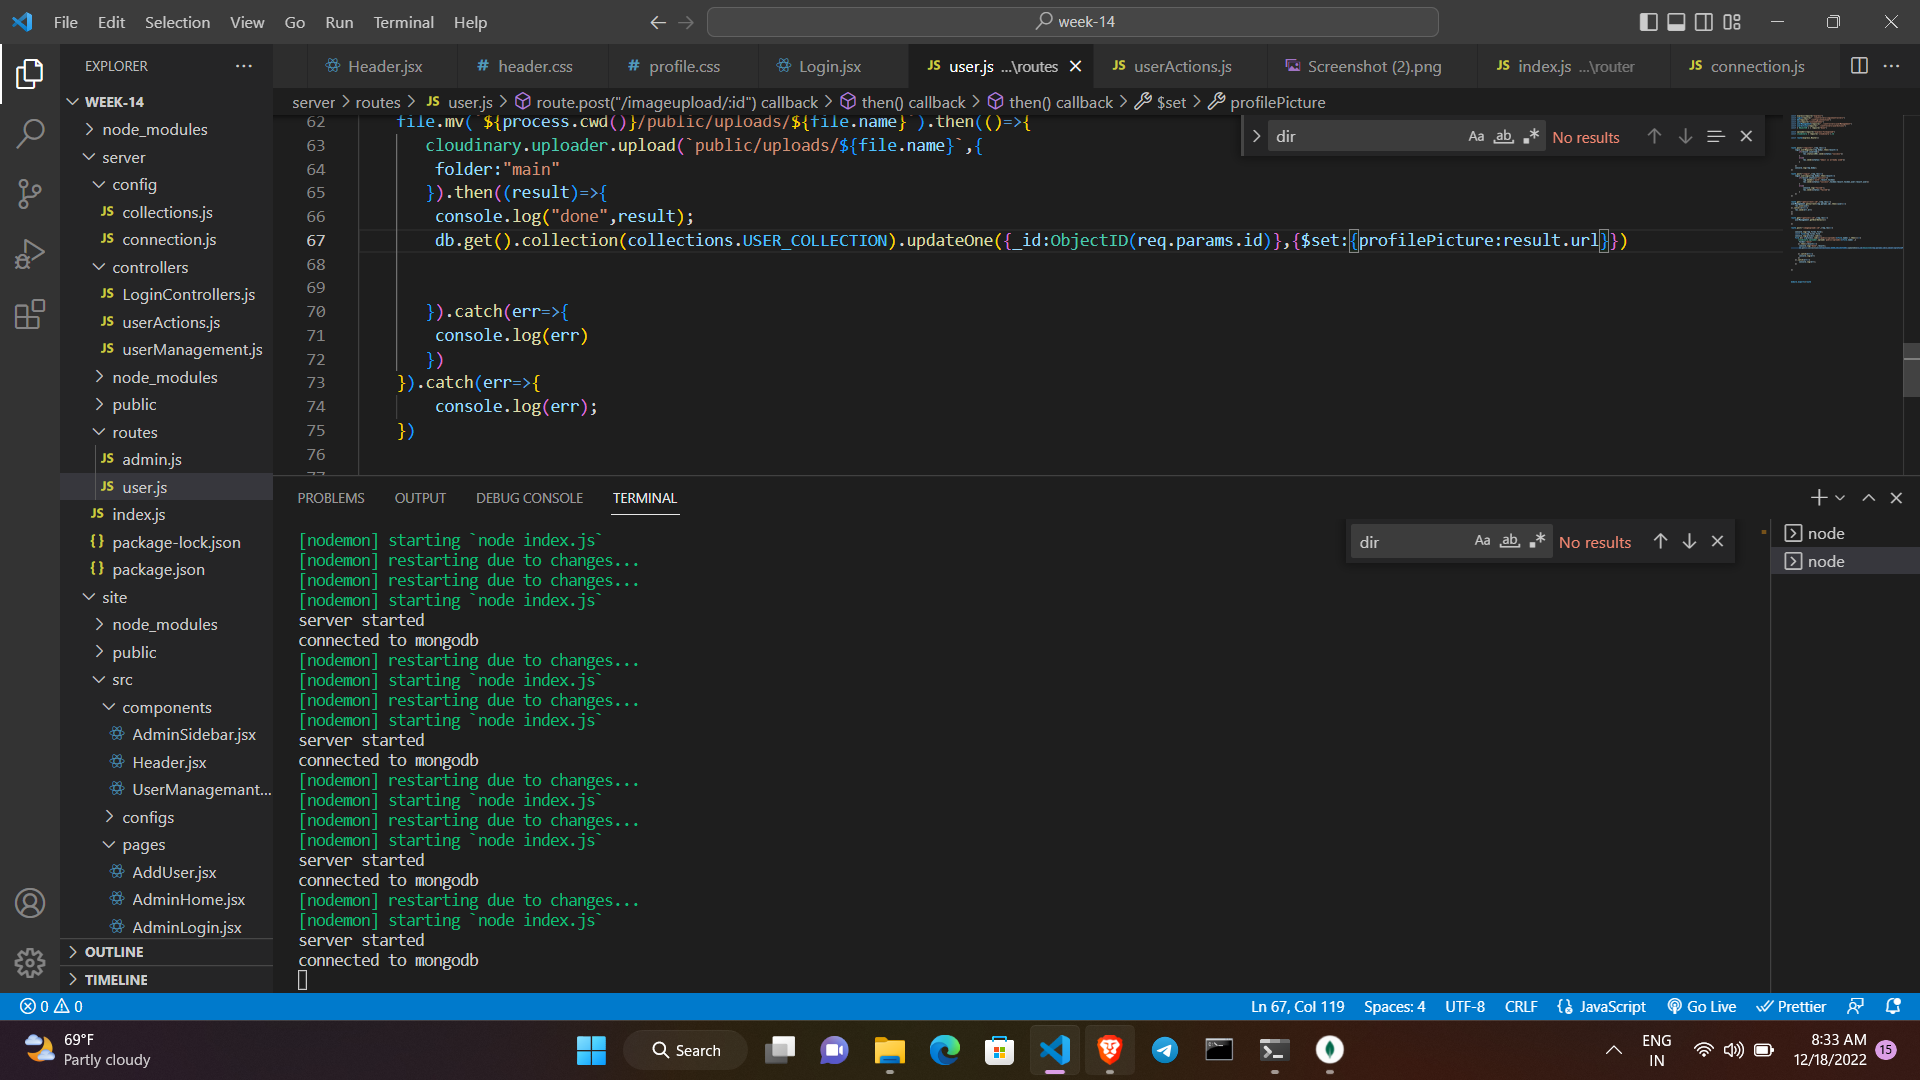 File Edit Selection View Go Run Terminal Help
week-14
EXPLORER
Header.jsx
# header.css
# profile.css
Login.jsx
JS user.js ...\routes
JS userActions.js
Screenshot (2).png
JS index.js ...\router
JS connection.js
server > routes > JS user.js > route.post("/imageupload/:id") callback > then() callback > then() callback > $set > profilePicture
WEEK-14
node_modules
server
config
JS collections.js
JS connection.js
controllers
JS LoginControllers.js
JS userActions.js
JS userManagement.js
node_modules
public
routes
JS admin.js
JS user.js
JS index.js
{} package-lock.json
{} package.json
site
node_modules
public
src
components
AdminSidebar.jsx
Header.jsx
UserManagemant...
configs
pages
AddUser.jsx
AdminHome.jsx
AdminLogin.jsx
OUTLINE
TIMELINE
62 file.mv(`${process.cwd()}/public/uploads/${file.name}`).then(()=>{
63 cloudinary.uploader.upload(`public/uploads/${file.name}`,{
64 folder:"main"
65 }).then((result)=>{
66 console.log("done",result);
67 db.get().collection(collections.USER_COLLECTION).updateOne({_id:ObjectID(req.params.id)},{$set:{profilePicture:result.url}})
68
69
70 }).catch(err=>{
71 console.log(err)
72 })
73 }).catch(err=>{
74 console.log(err);
75 })
76
77
dir Aa ab No results
PROBLEMS OUTPUT DEBUG CONSOLE TERMINAL
dir Aa ab No results
node
node
[nodemon] starting `node index.js`
[nodemon] restarting due to changes...
[nodemon] restarting due to changes...
[nodemon] starting `node index.js`
server started
connected to mongodb
[nodemon] restarting due to changes...
[nodemon] starting `node index.js`
[nodemon] restarting due to changes...
[nodemon] starting `node index.js`
server started
connected to mongodb
[nodemon] restarting due to changes...
[nodemon] starting `node index.js`
[nodemon] restarting due to changes...
[nodemon] starting `node index.js`
server started
connected to mongodb
[nodemon] restarting due to changes...
[nodemon] starting `node index.js`
server started
connected to mongodb
0 0
Ln 67, Col 119 Spaces: 4 UTF-8 CRLF {} JavaScript Go Live Prettier
69°F
Partly cloudy
Search
ENG
IN
8:33 AM
12/18/2022
15